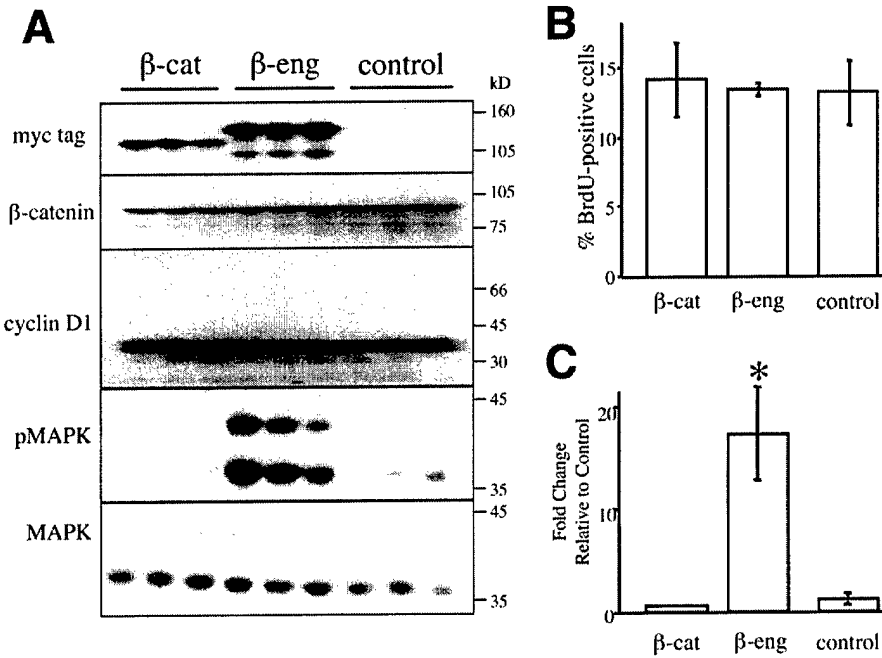 A
β-cat β-eng control
kD
myc tag
160
105
β-catenin
105
75
cyclin D1
66
45
30
pMAPK
45
35
MAPK
45
35
B
% BrdU-positive cells
15
10
5
0
β-cat β-eng control
C
*
Fold Change
Relative to Control
20
10
0
β-cat β-eng control